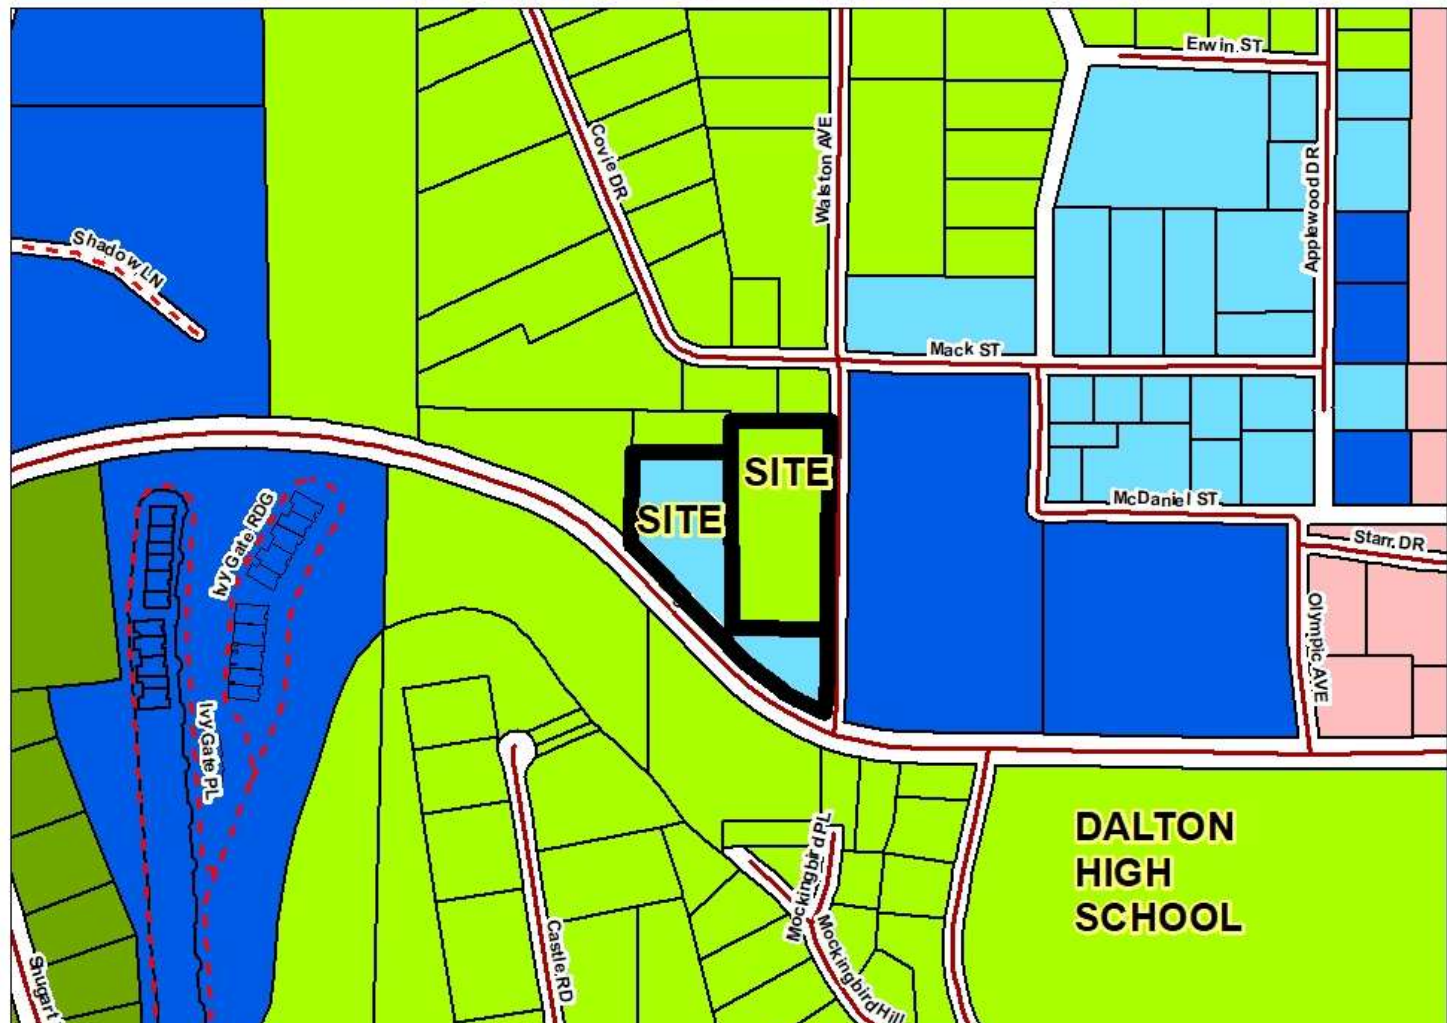 Erwin ST
Covie DR
Walston AVE
Applewood DR
Shadow LN
Mack ST
SITE
SITE
McDaniel ST
Ivy Gate RDG
Starr DR
Olympic AVE
Ivy Gate PL
DALTON
HIGH
SCHOOL
Mockingbird PL
Castle RD
Mockingbird Hill
Shugart